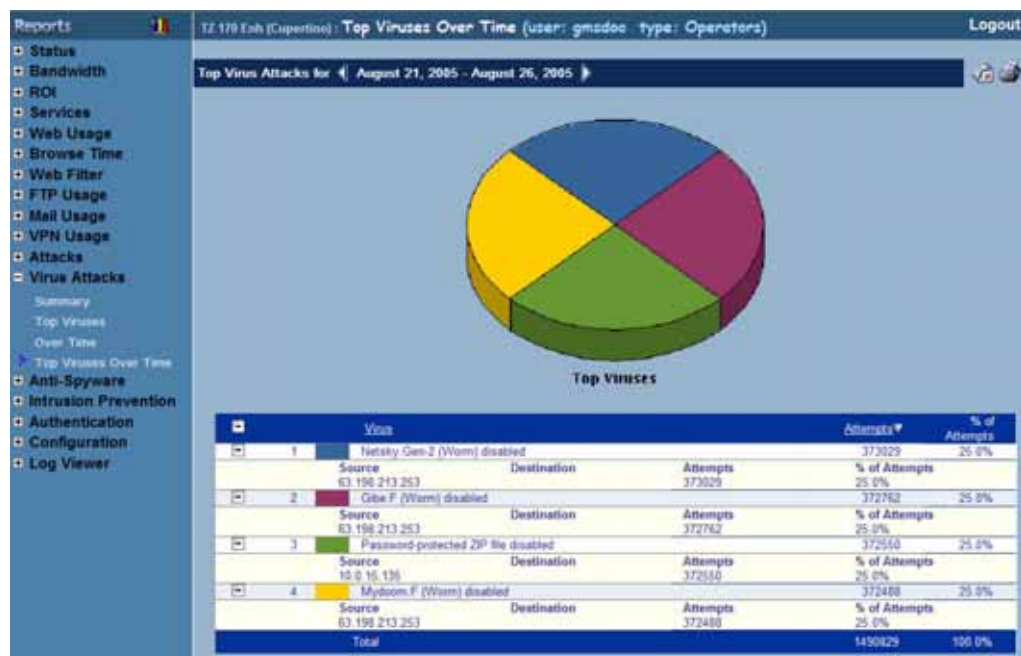 Reports
TZ 170 Enh (Cupertino) : Top Viruses Over Time (user: gmsdoc type: Operators)
Logout
Status
Bandwidth
ROI
Services
Web Usage
Browse Time
Web Filter
FTP Usage
Mail Usage
VPN Usage
Attacks
Virus Attacks
Summary
Top Viruses
Over Time
Top Viruses Over Time
Anti-Spyware
Intrusion Prevention
Authentication
Configuration
Log Viewer
Top Virus Attacks for August 21, 2005 - August 26, 2005
Top Viruses
Virus Attempts % of Attempts
1 Netsky.Gen-2 (Worm) disabled 373029 25.0%
Source Destination Attempts % of Attempts
63.198.213.253 373029 25.0%
2 Gibe.F (Worm) disabled 372762 25.0%
Source Destination Attempts % of Attempts
63.198.213.253 372762 25.0%
3 Password-protected ZIP file disabled 372550 25.0%
Source Destination Attempts % of Attempts
10.0.15.135 372550 25.0%
4 Mydoom.F (Worm) disabled 372488 25.0%
Source Destination Attempts % of Attempts
63.198.213.253 372488 25.0%
Total 1490829 100.0%